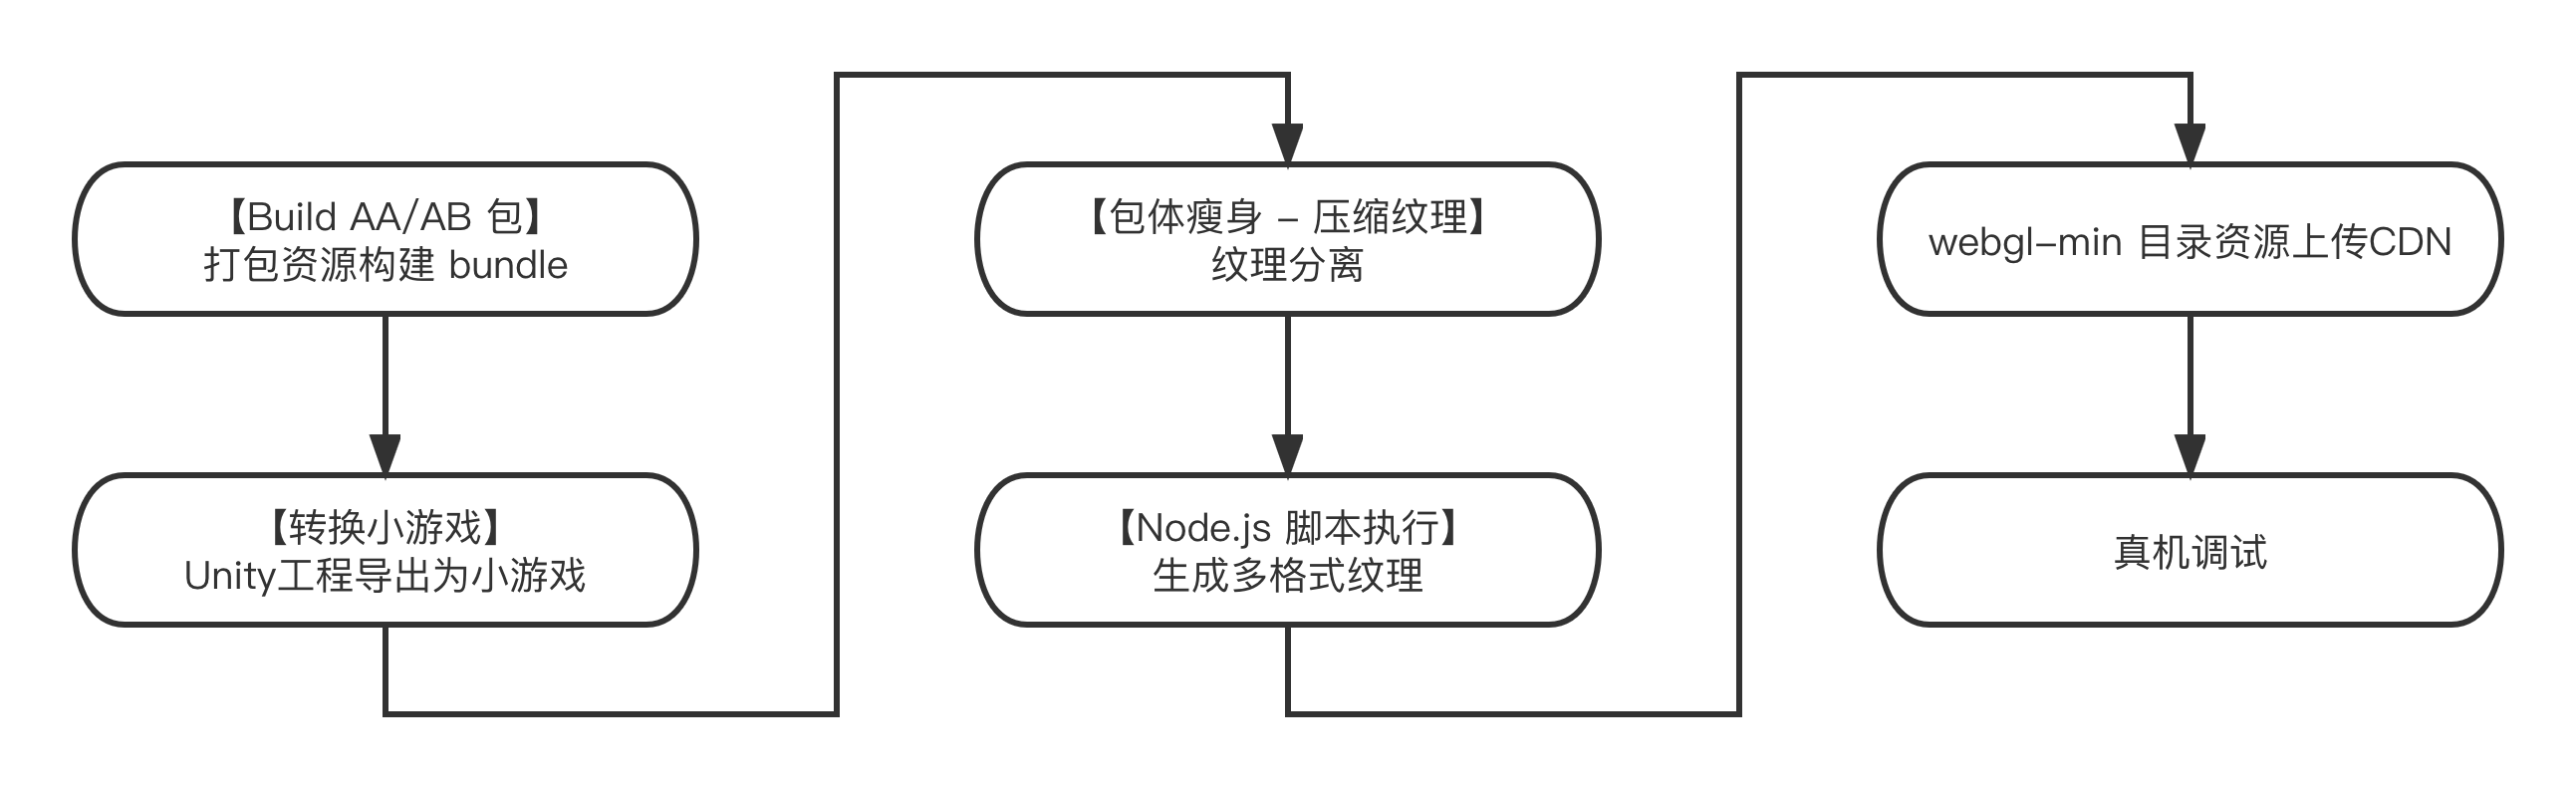 【Build AA/AB 包】
打包资源构建 bundle
【转换小游戏】
Unity工程导出为小游戏
【包体瘦身 – 压缩纹理】
纹理分离
【Node.js 脚本执行】
生成多格式纹理
webgl–min 目录资源上传CDN
真机调试